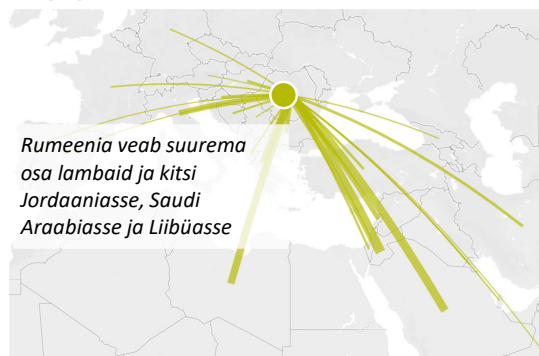 Rumeenia veab suurema
osa lambaid ja kitsi
Jordaaniasse, Saudi
Araabiasse ja Liibüasse